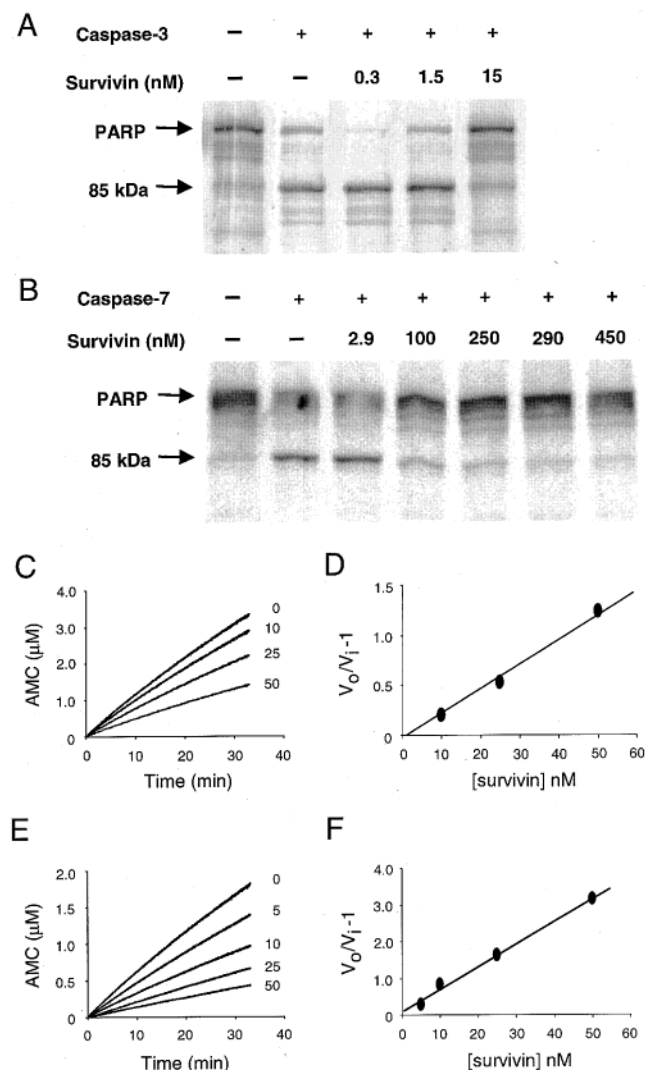 A
Caspase-3 – + + + +
Survivin (nM) – – 0.3 1.5 15
PARP
85 kDa
B
Caspase-7 – + + + + + +
Survivin (nM) – – 2.9 100 250 290 450
PARP
85 kDa
C
AMC (μM)
4.0
3.0
2.0
1.0
0
0 10 20 30 40
Time (min)
0
10
25
50
D
V₀/Vᵢ-1
1.5
1.0
0.5
0
0 10 20 30 40 50 60
[survivin] nM
E
AMC (μM)
2.0
1.5
1.0
0.5
0
0 10 20 30 40
Time (min)
0
5
10
25
50
F
V₀/Vᵢ-1
4.0
3.0
2.0
1.0
0
0 10 20 30 40 50 60
[survivin] nM